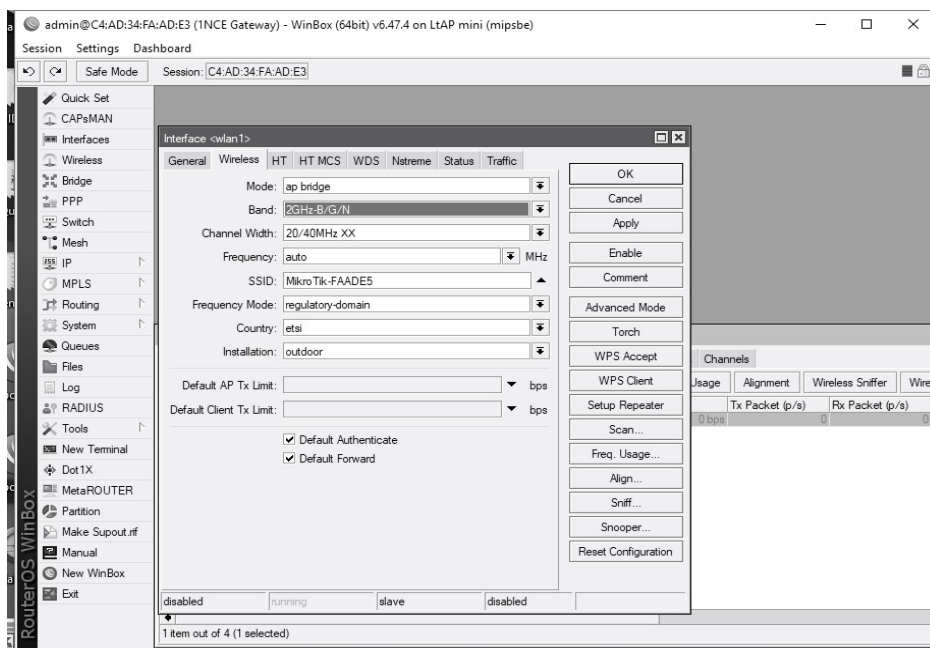 admin@C4:AD:34:FA:AD:E3 (1NCE Gateway) - WinBox (64bit) v6.47.4 on LtAP mini (mipsbe)
Session Settings Dashboard
Safe Mode Session: C4:AD:34:FA:AD:E3
Quick Set
CAPsMAN
Interfaces
Wireless
Bridge
PPP
Switch
Mesh
IP
MPLS
Routing
System
Queues
Files
Log
RADIUS
Tools
New Terminal
Dot1X
MetaROUTER
Partition
Make Supout.rif
Manual
New WinBox
Exit
RouterOS WinBox
Interface <wlan1>
General Wireless HT HT MCS WDS Nstreme Status Traffic
Mode: ap bridge
Band: 2GHz-B/G/N
Channel Width: 20/40MHz XX
Frequency: auto MHz
SSID: MikroTik-FAADE5
Frequency Mode: regulatory-domain
Country: etsi
Installation: outdoor
Default AP Tx Limit: bps
Default Client Tx Limit: bps
Default Authenticate
Default Forward
OK
Cancel
Apply
Enable
Comment
Advanced Mode
Torch
WPS Accept
WPS Client
Setup Repeater
Scan...
Freq. Usage...
Align...
Sniff...
Snooper...
Reset Configuration
disabled running slave disabled
Channels
Usage Alignment Wireless Sniffer Wire
Tx Packet (p/s) Rx Packet (p/s)
0 bps 0 0
1 item out of 4 (1 selected)